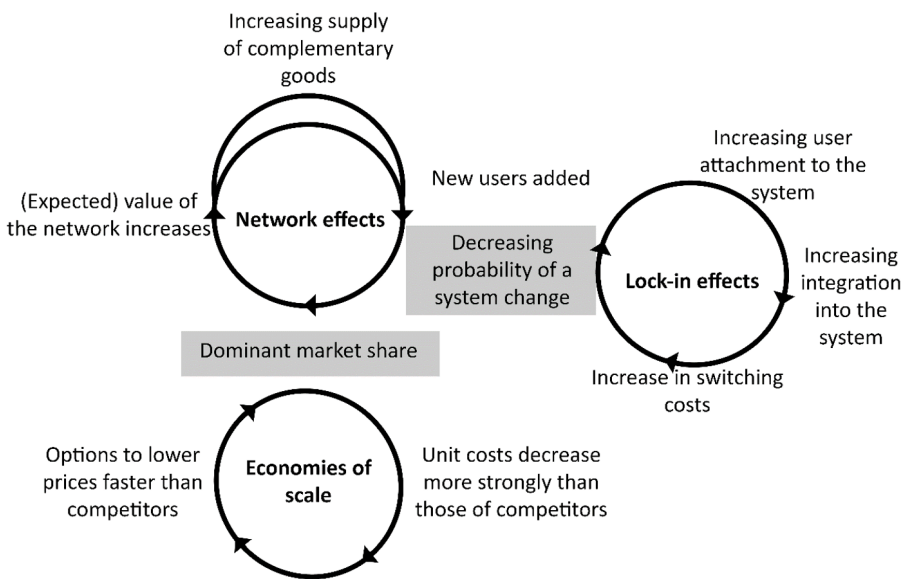 Increasing supply
of complementary
goods
(Expected) value of
the network increases
Network effects
New users added
Decreasing
probability of a
system change
Increasing user
attachment to the
system
Lock-in effects
Increasing
integration
into the
system
Increase in switching
costs
Dominant market share
Options to lower
prices faster than
competitors
Economies of
scale
Unit costs decrease
more strongly than
those of competitors